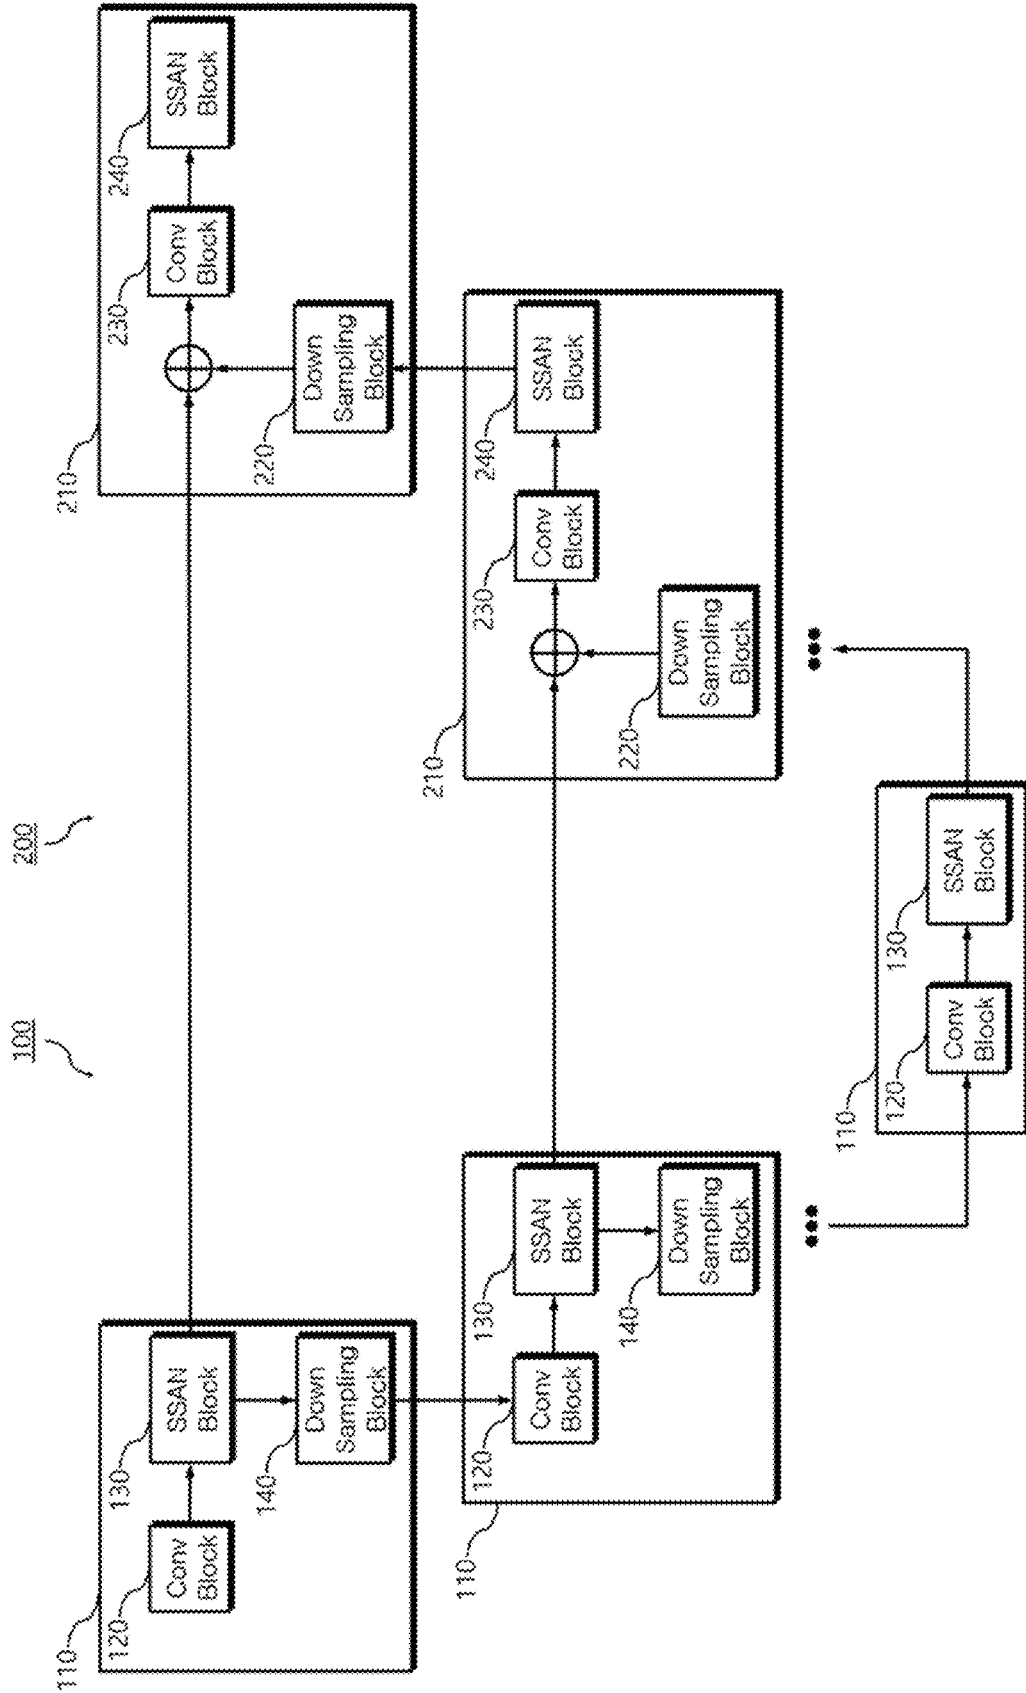 100
200
110
120
Conv
Block
130
SSAN
Block
140
Down
Sampling
Block
210
220
Down
Sampling
Block
230
Conv
Block
240
SSAN
Block
110
120
Conv
Block
130
SSAN
Block
140
Down
Sampling
Block
210
220
Down
Sampling
Block
230
Conv
Block
240
SSAN
Block
110
120
Conv
Block
130
SSAN
Block